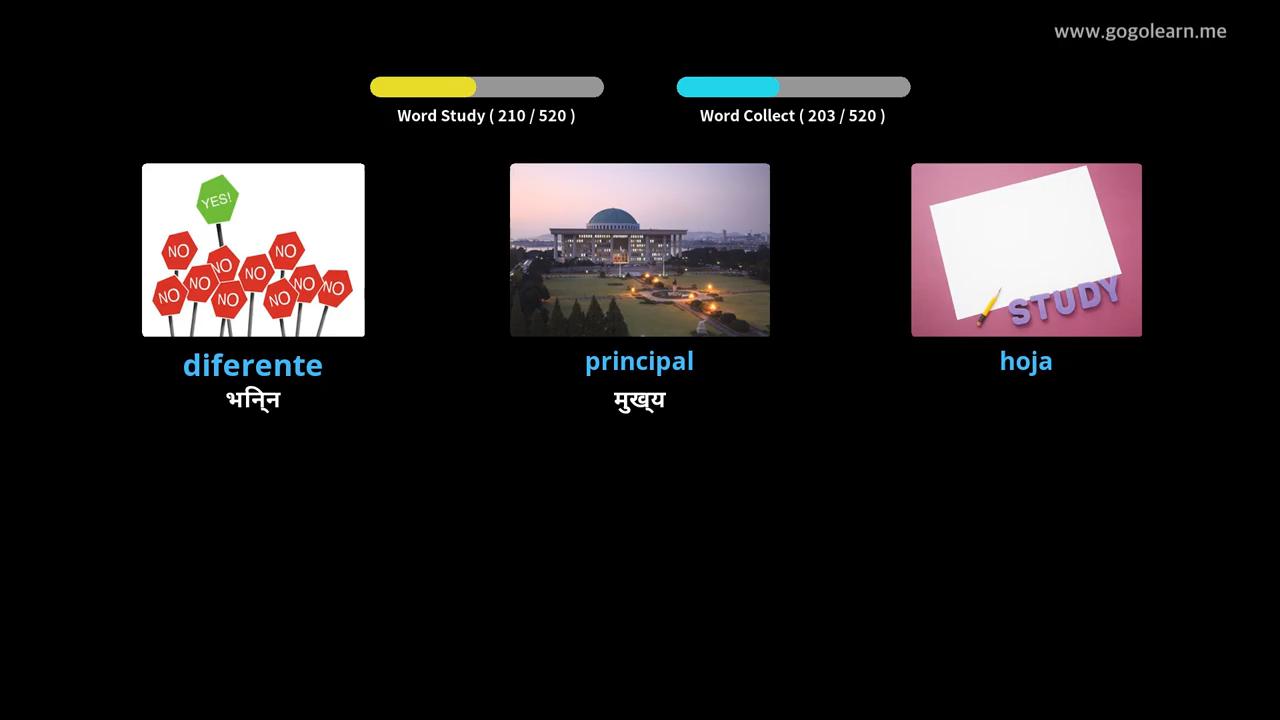 www.gogolearn.me
Word Study ( 210 / 520 )
Word Collect ( 203 / 520 )
YES!
NO
NO
NO
NO
NO
NO
NO
NO
NO
NO
STUDY
diferente
principal
hoja
भिन्न
मुख्य